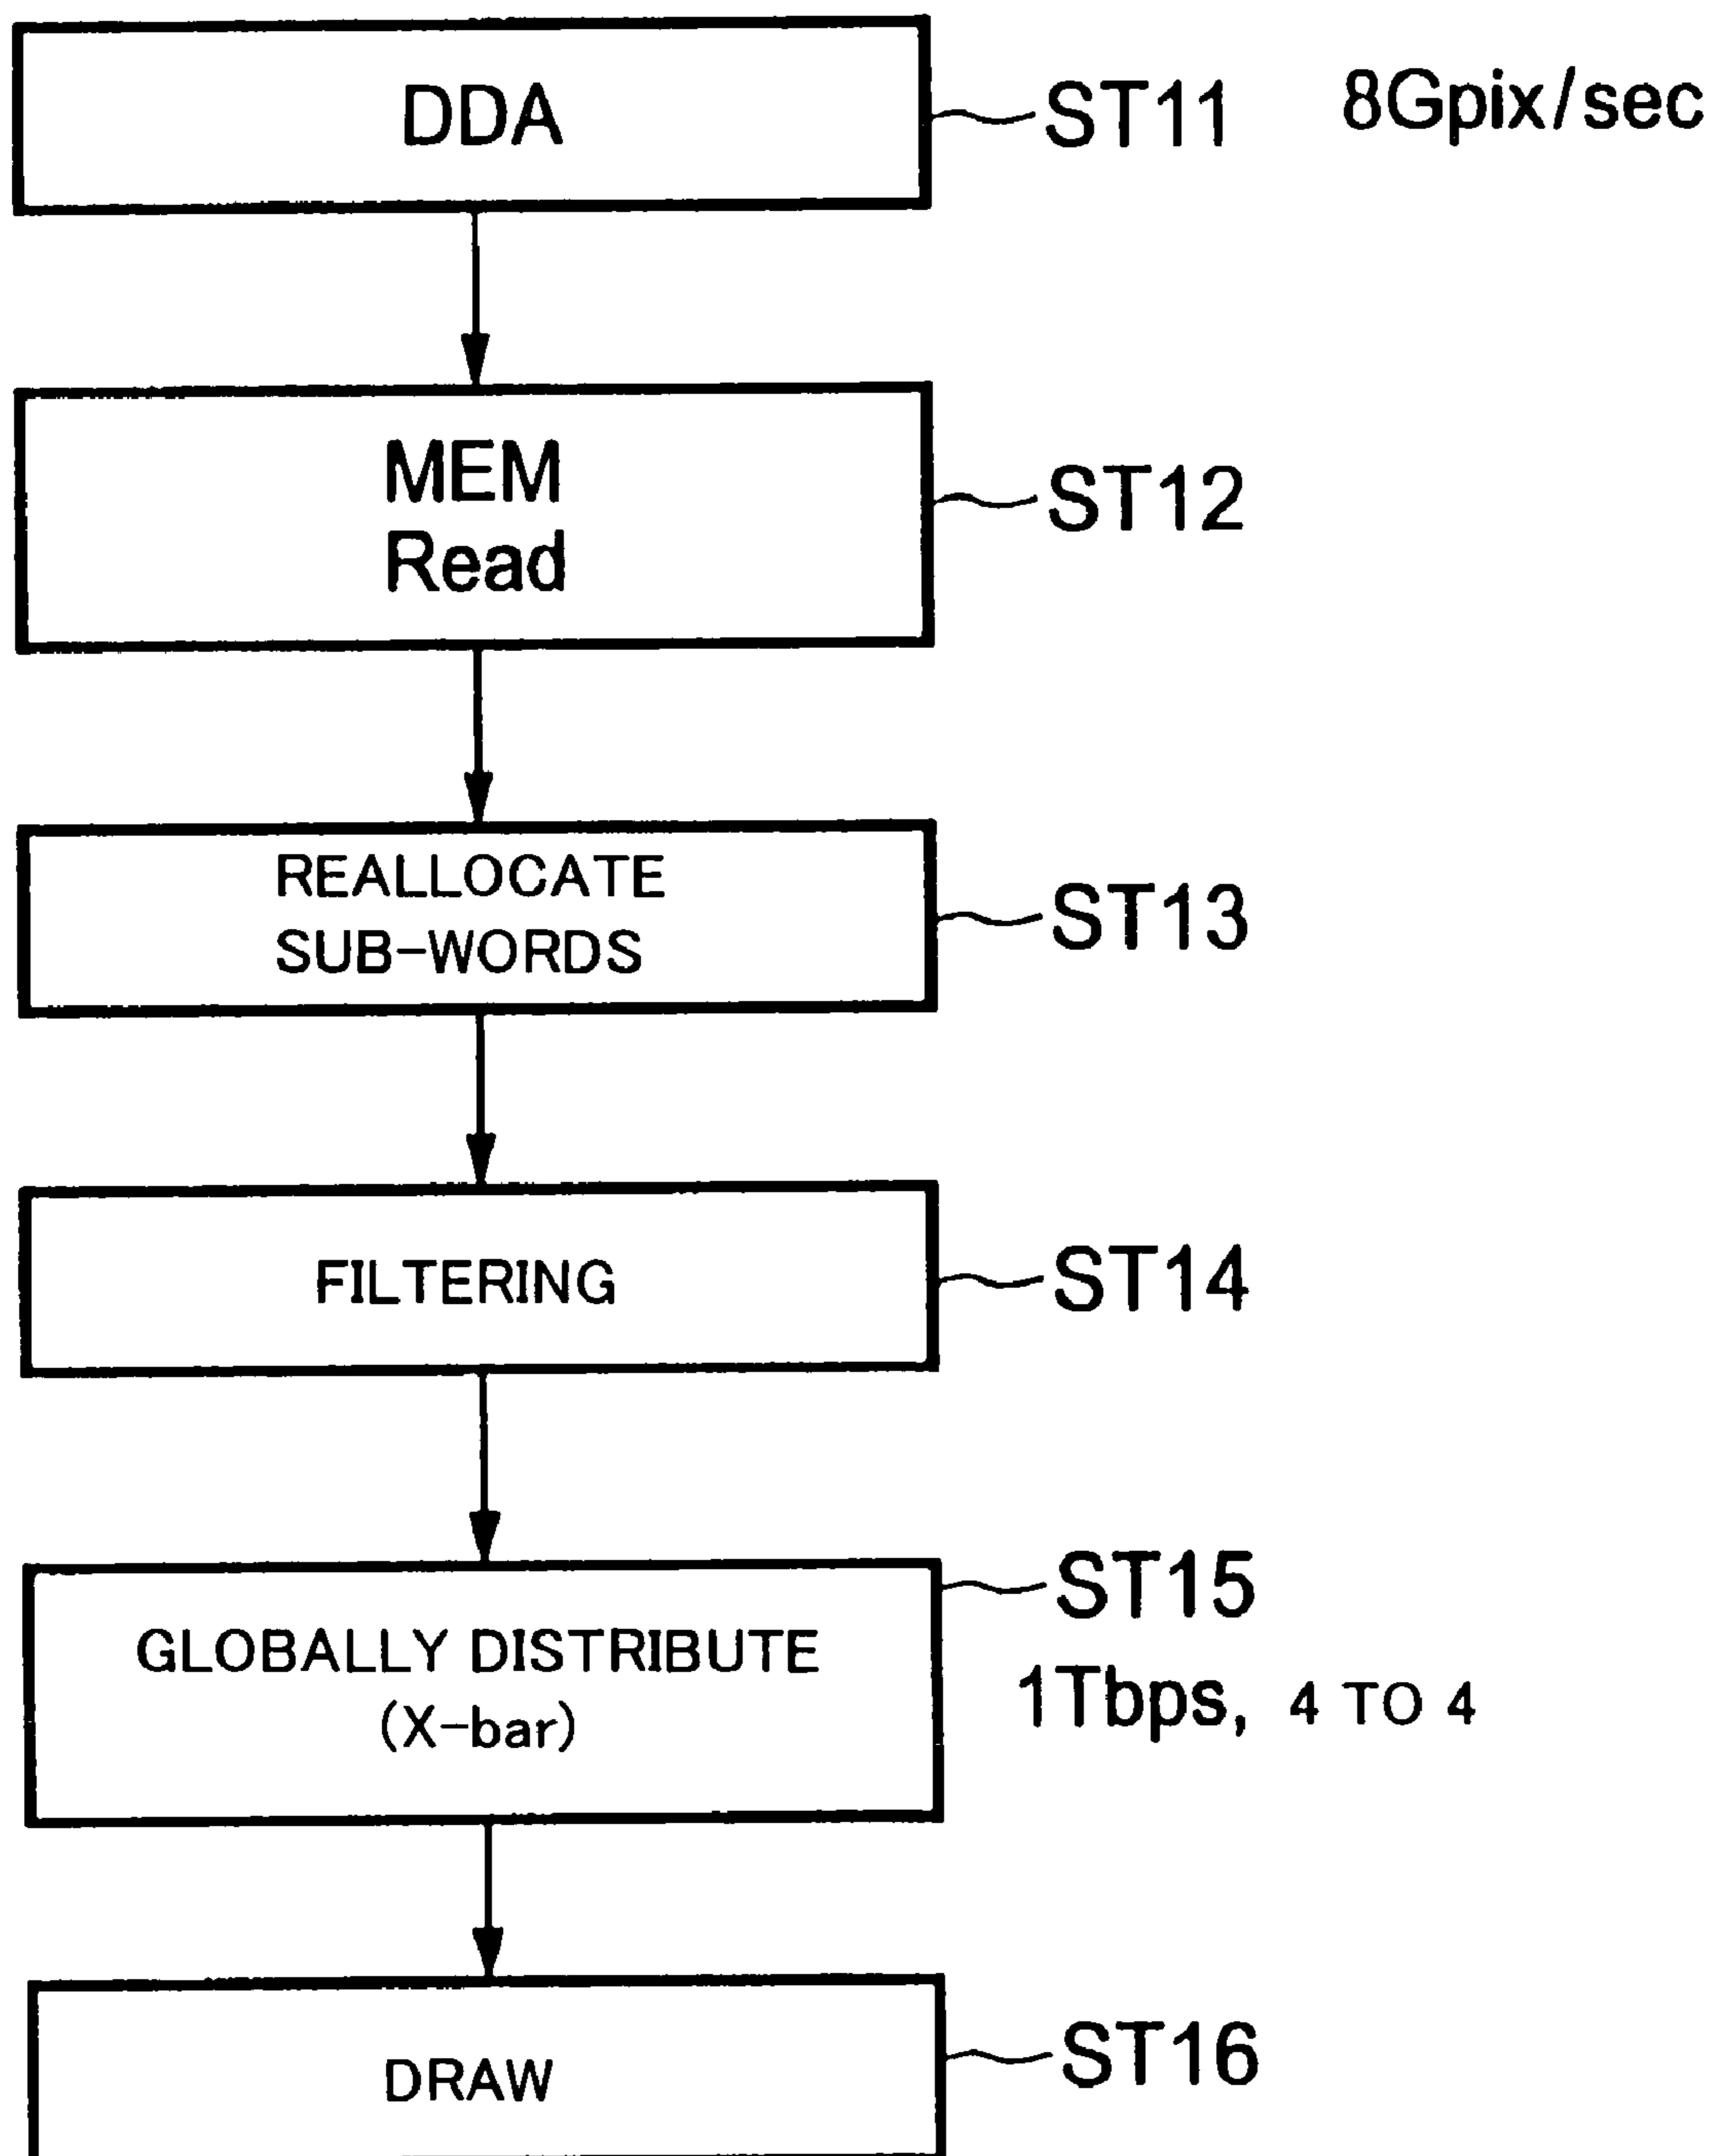 DDA
ST11 8Gpix/sec
MEM
Read
ST12
REALLOCATE
SUB-WORDS
ST13
FILTERING
ST14
ST15
GLOBALLY DISTRIBUTE
(X-bar)
1Tbps, 4 TO 4
DRAW
ST16